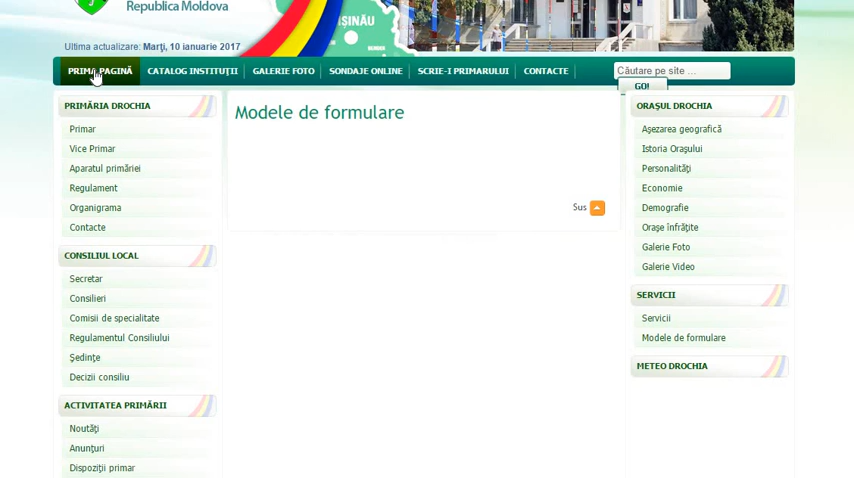 Republica Moldova
IȘINĂU
Ultima actualizare: Marţi, 10 ianuarie 2017
PRIMA PAGINĂ
CATALOG INSTITUŢII
GALERIE FOTO
SONDAJE ONLINE
SCRIE-I PRIMARULUI
CONTACTE
Căutare pe site ...
GO!
PRIMĂRIA DROCHIA
Primar
Vice Primar
Aparatul primăriei
Regulament
Organigrama
Contacte
CONSILIUL LOCAL
Secretar
Consilieri
Comisii de specialitate
Regulamentul Consiliului
Şedinţe
Decizii consiliu
ACTIVITATEA PRIMĂRII
Noutăţi
Anunţuri
Dispoziţii primar
Modele de formulare
Sus
ORAŞUL DROCHIA
Aşezarea geografică
Istoria Oraşului
Personalităţi
Economie
Demografie
Oraşe înfrăţite
Galerie Foto
Galerie Video
SERVICII
Servicii
Modele de formulare
METEO DROCHIA